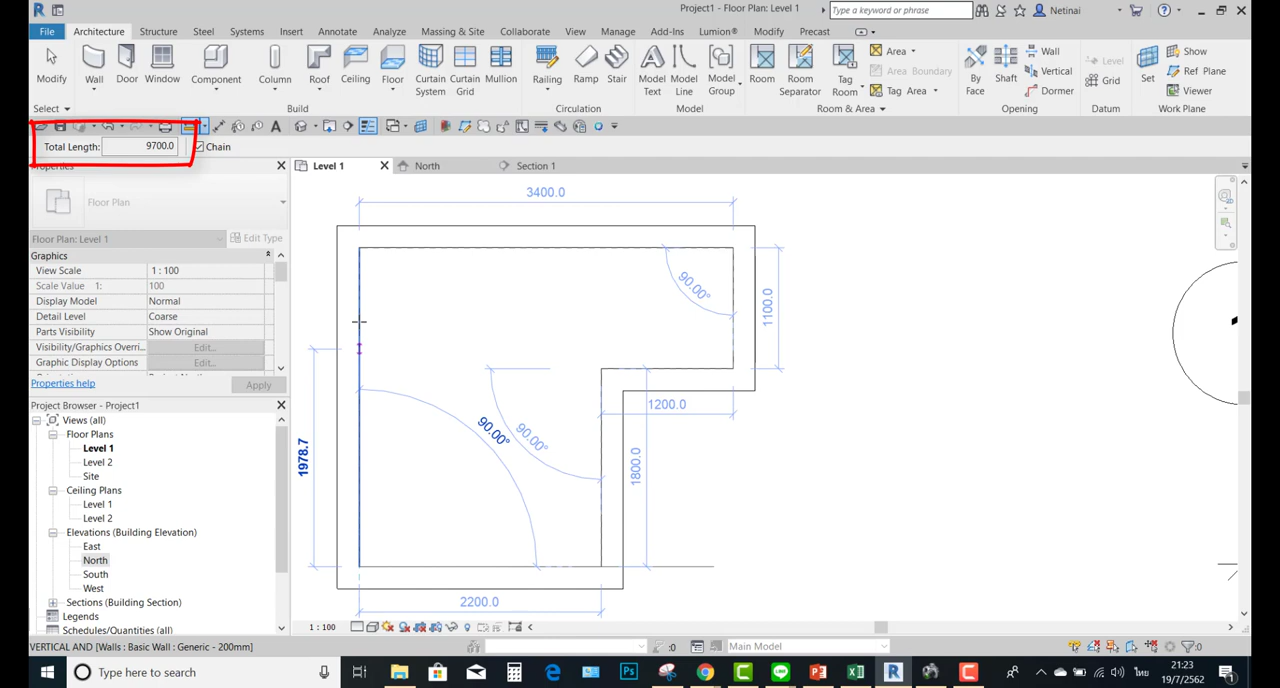 Project1 - Floor Plan: Level 1
Type a keyword or phrase
Netinai
File Architecture Structure Steel Systems Insert Annotate Analyze Massing & Site Collaborate View Manage Add-Ins Lumion® Modify Precast
Modify Wall Door Window Component Column Roof Ceiling Floor Curtain System Curtain Grid Mullion Railing Ramp Stair Model Text Model Line Model Group Room Room Separator Tag Room
Area
Area Boundary
Tag Area
By Face Shaft
Wall
Vertical
Dormer
Level
Grid
Set
Show
Ref Plane
Viewer
Select Build Circulation Model Room & Area Opening Datum Work Plane
Total Length: 9700.0 Chain
Properties
Level 1 North Section 1
Floor Plan
Floor Plan: Level 1 Edit Type
Graphics
View Scale 1 : 100
Scale Value 1: 100
Display Model Normal
Detail Level Coarse
Parts Visibility Show Original
Visibility/Graphics Overri... Edit...
Graphic Display Options Edit...
Properties help Apply
Project Browser - Project1
Views (all)
Floor Plans
Level 1
Level 2
Site
Ceiling Plans
Level 1
Level 2
Elevations (Building Elevation)
East
North
South
West
Sections (Building Section)
Legends
Schedules/Quantities (all)
3400.0
90.00°
1100.0
1200.0
90.00°
90.00°
1978.7
1800.0
2200.0
1 : 100
VERTICAL AND [Walls : Basic Wall : Generic - 200mm]
:0
Main Model
:0
Type here to search
21:23
19/7/2562